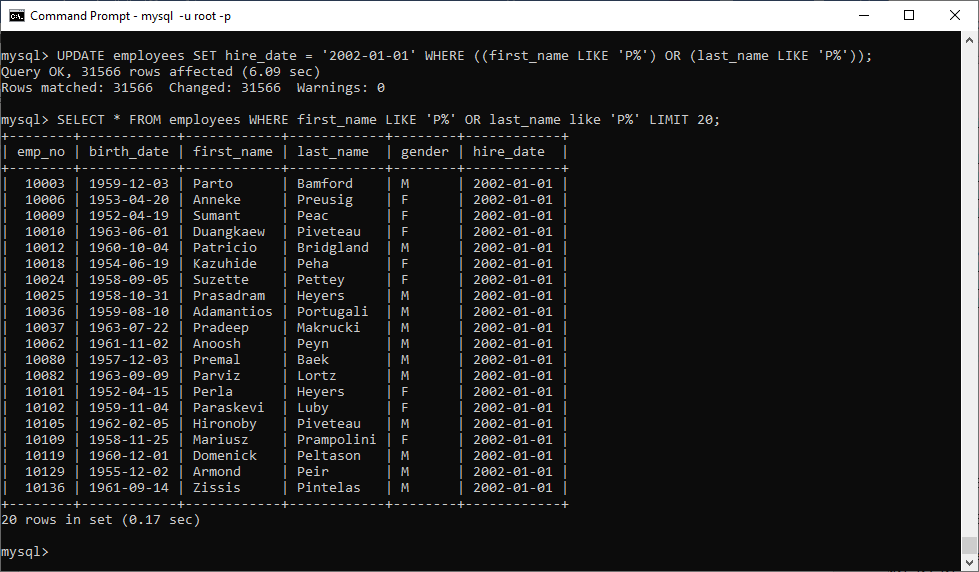 Command Prompt - mysql -u root -p
mysql> UPDATE employees SET hire_date = '2002-01-01' WHERE ((first_name LIKE 'P%') OR (last_name LIKE 'P%'));
Query OK, 31566 rows affected (6.09 sec)
Rows matched: 31566  Changed: 31566  Warnings: 0
mysql> SELECT * FROM employees WHERE first_name LIKE 'P%' OR last_name like 'P%' LIMIT 20;
+--------+------------+------------+------------+--------+------------+
| emp_no | birth_date | first_name | last_name  | gender | hire_date  |
+--------+------------+------------+------------+--------+------------+
|  10003 | 1959-12-03 | Parto      | Bamford    | M      | 2002-01-01 |
|  10006 | 1953-04-20 | Anneke     | Preusig    | F      | 2002-01-01 |
|  10009 | 1952-04-19 | Sumant     | Peac       | F      | 2002-01-01 |
|  10010 | 1963-06-01 | Duangkaew  | Piveteau   | F      | 2002-01-01 |
|  10012 | 1960-10-04 | Patricio   | Bridgland  | M      | 2002-01-01 |
|  10018 | 1954-06-19 | Kazuhide   | Peha       | F      | 2002-01-01 |
|  10024 | 1958-09-05 | Suzette    | Pettey     | F      | 2002-01-01 |
|  10025 | 1958-10-31 | Prasadram  | Heyers     | M      | 2002-01-01 |
|  10036 | 1959-08-10 | Adamantios | Portugali  | M      | 2002-01-01 |
|  10037 | 1963-07-22 | Pradeep    | Makrucki   | M      | 2002-01-01 |
|  10062 | 1961-11-02 | Anoosh     | Peyn       | M      | 2002-01-01 |
|  10080 | 1957-12-03 | Premal     | Baek       | M      | 2002-01-01 |
|  10082 | 1963-09-09 | Parviz     | Lortz      | M      | 2002-01-01 |
|  10101 | 1952-04-15 | Perla      | Heyers     | F      | 2002-01-01 |
|  10102 | 1959-11-04 | Paraskevi  | Luby       | F      | 2002-01-01 |
|  10105 | 1962-02-05 | Hironoby   | Piveteau   | M      | 2002-01-01 |
|  10109 | 1958-11-25 | Mariusz    | Prampolini | F      | 2002-01-01 |
|  10119 | 1960-12-01 | Domenick   | Peltason   | M      | 2002-01-01 |
|  10129 | 1955-12-02 | Armond     | Peir       | M      | 2002-01-01 |
|  10136 | 1961-09-14 | Zissis     | Pintelas   | M      | 2002-01-01 |
+--------+------------+------------+------------+--------+------------+
20 rows in set (0.17 sec)
mysql>